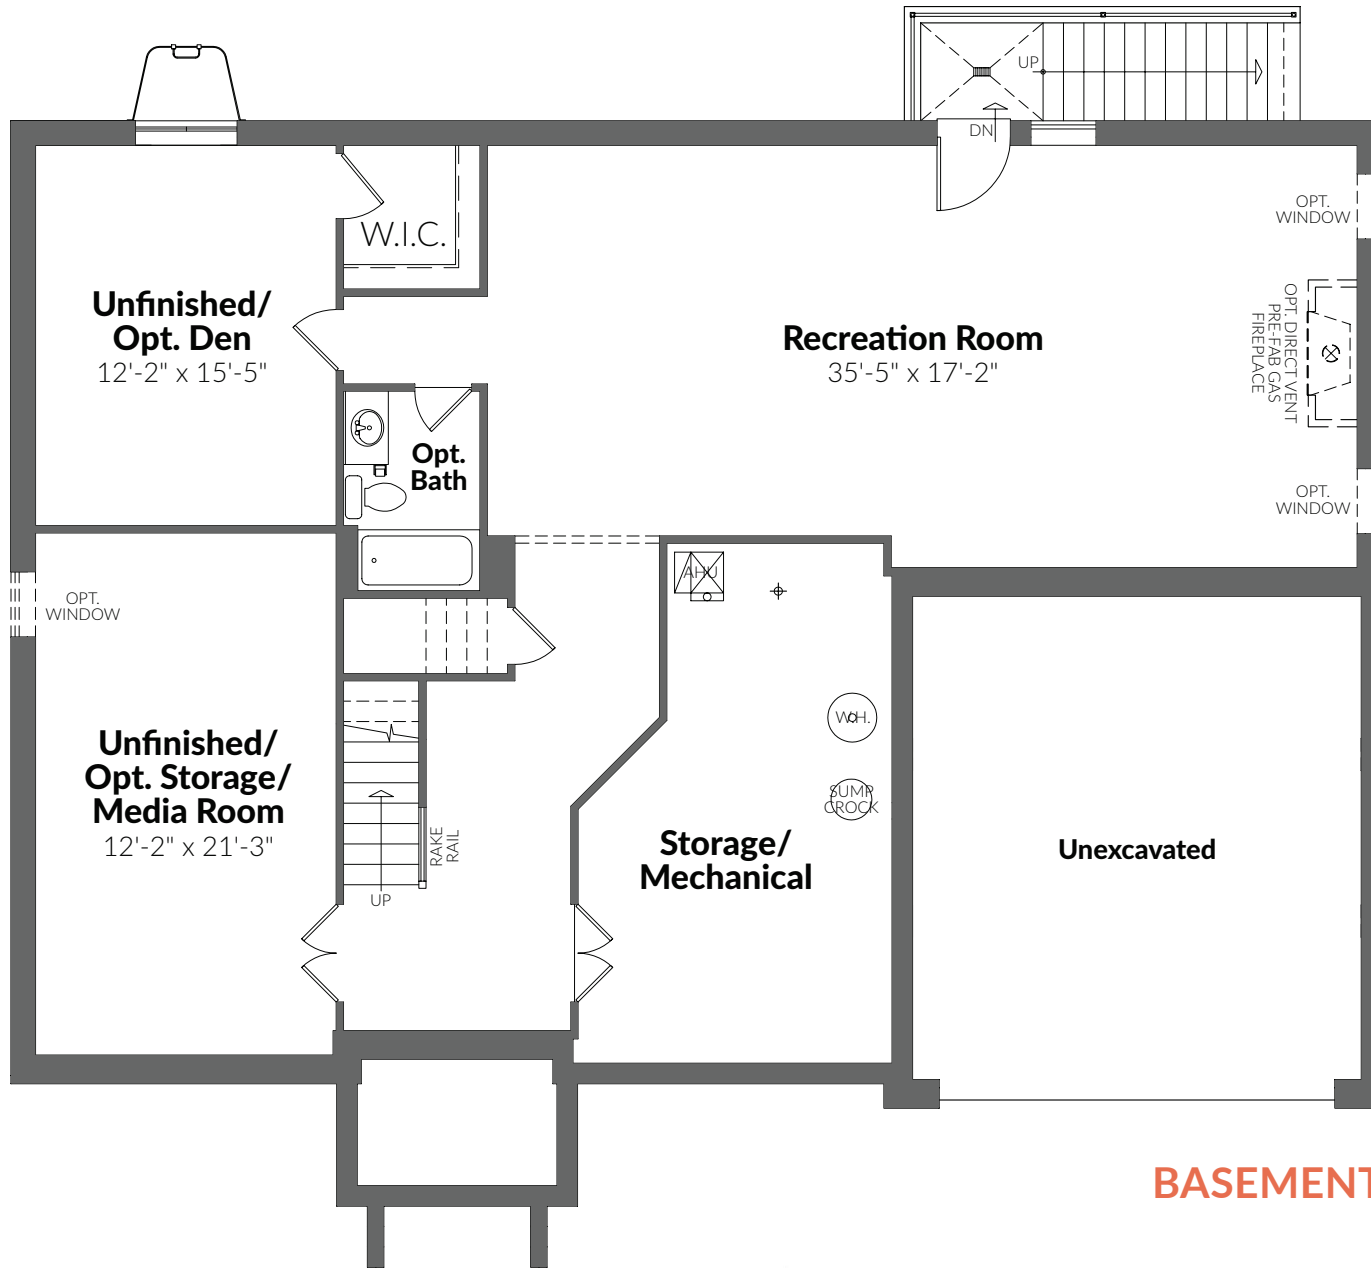 UP
DN
W.I.C.
OPT.
WINDOW
Unfinished/
Opt. Den
12'-2" x 15'-5"
Recreation Room
35'-5" x 17'-2"
OPT. DIRECT VENT
PRE-FAB GAS
FIREPLACE
Opt.
Bath
OPT.
WINDOW
AHU
OPT.
WINDOW
W.H.
Unfinished/
Opt. Storage/
Media Room
12'-2" x 21'-3"
RAKE
RAIL
UP
SUMP
CROCK
Storage/
Mechanical
Unexcavated
BASEMENT